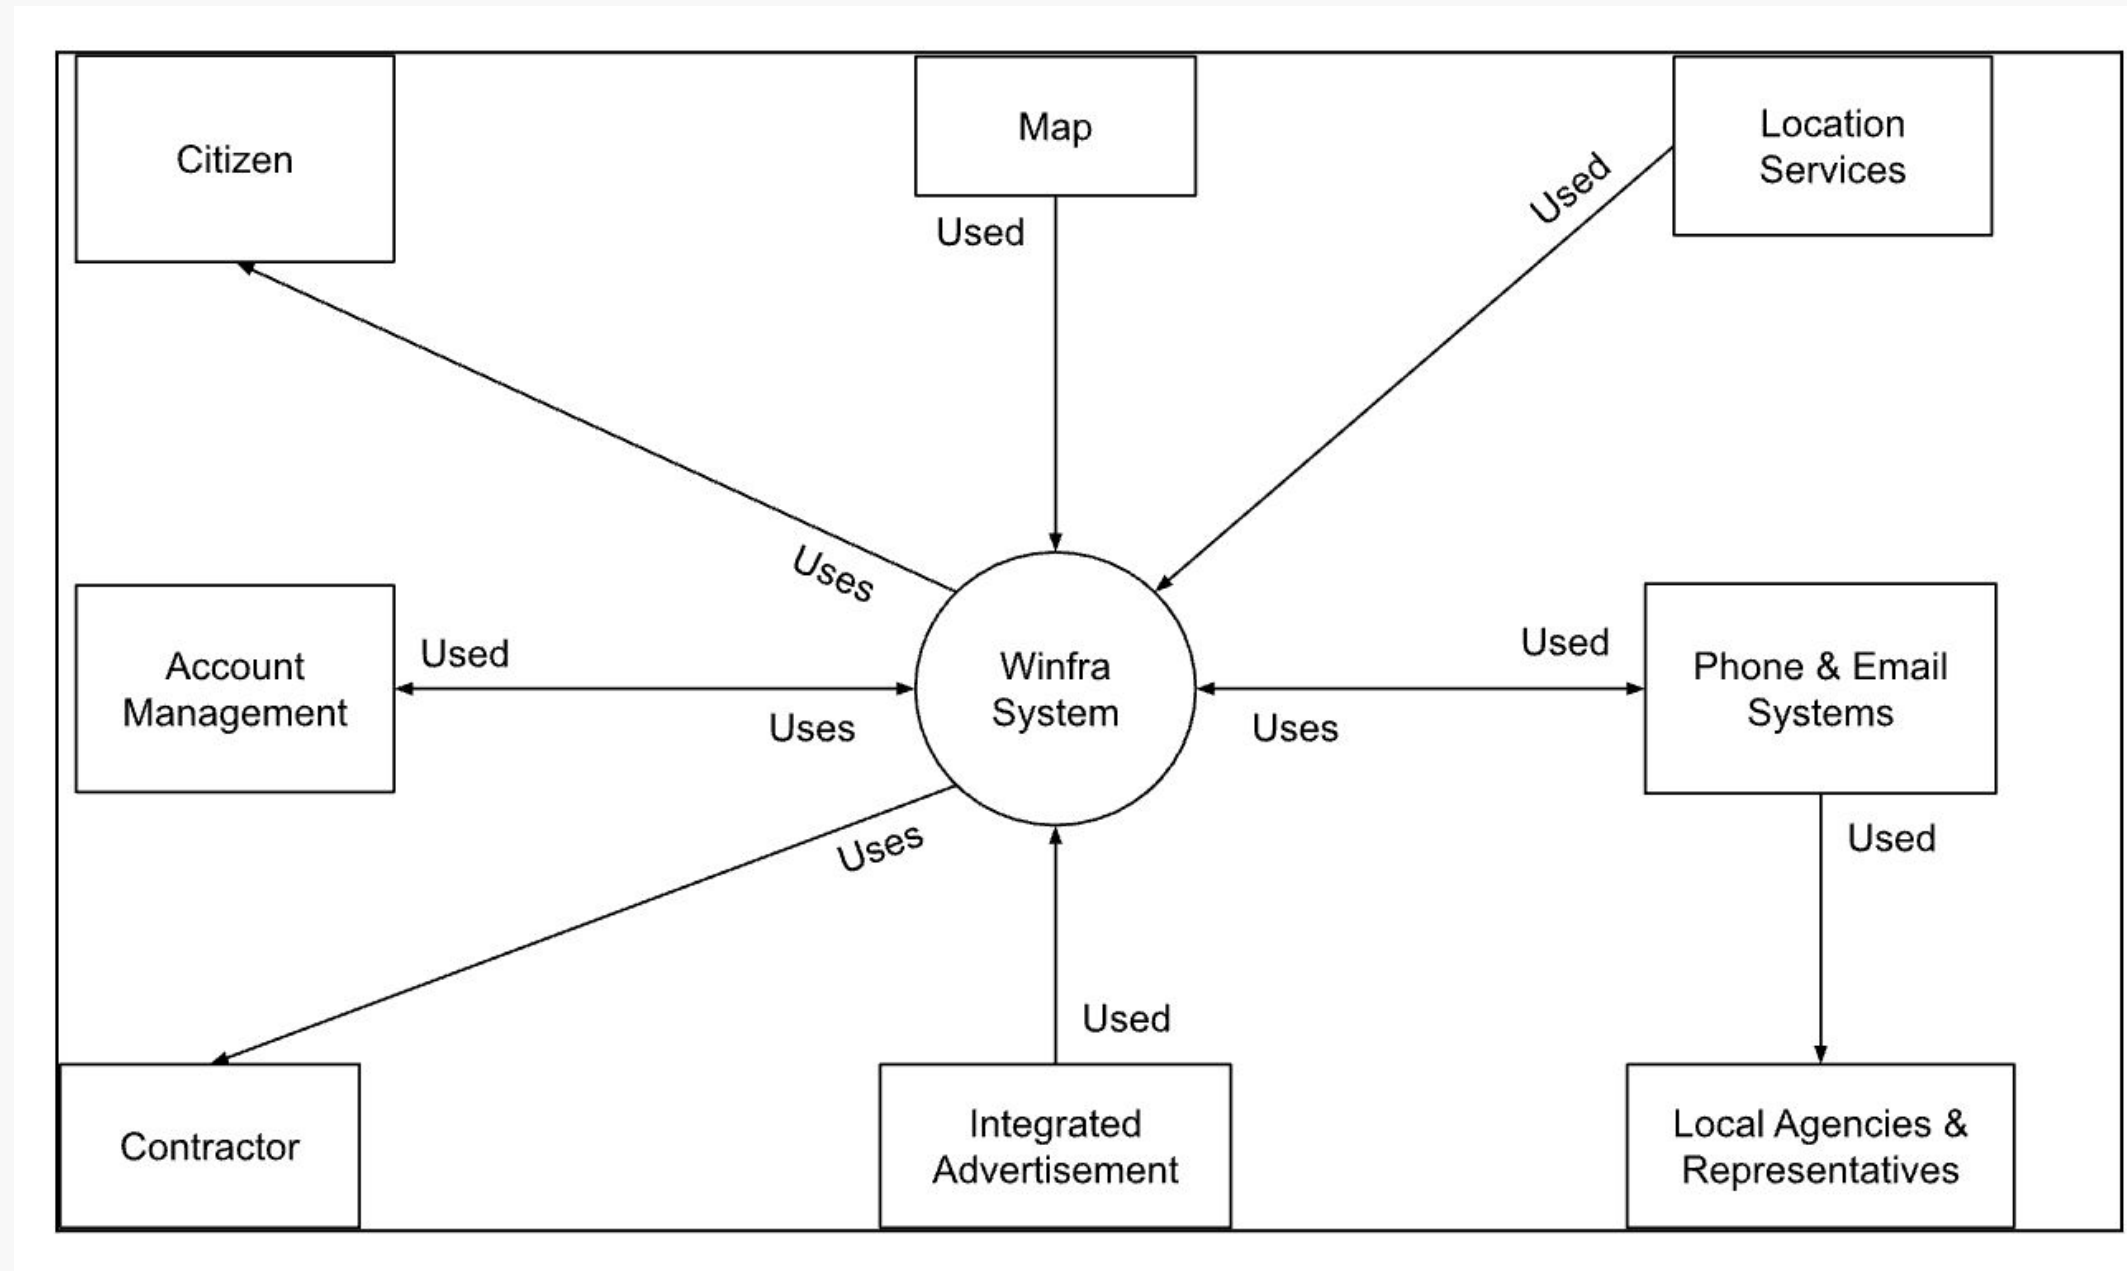 Citizen
Map
Location
Services
Used
Used
Uses
Account
Management
Used
Uses
Winfra
System
Used
Uses
Phone & Email
Systems
Uses
Used
Used
Contractor
Integrated
Advertisement
Local Agencies &
Representatives